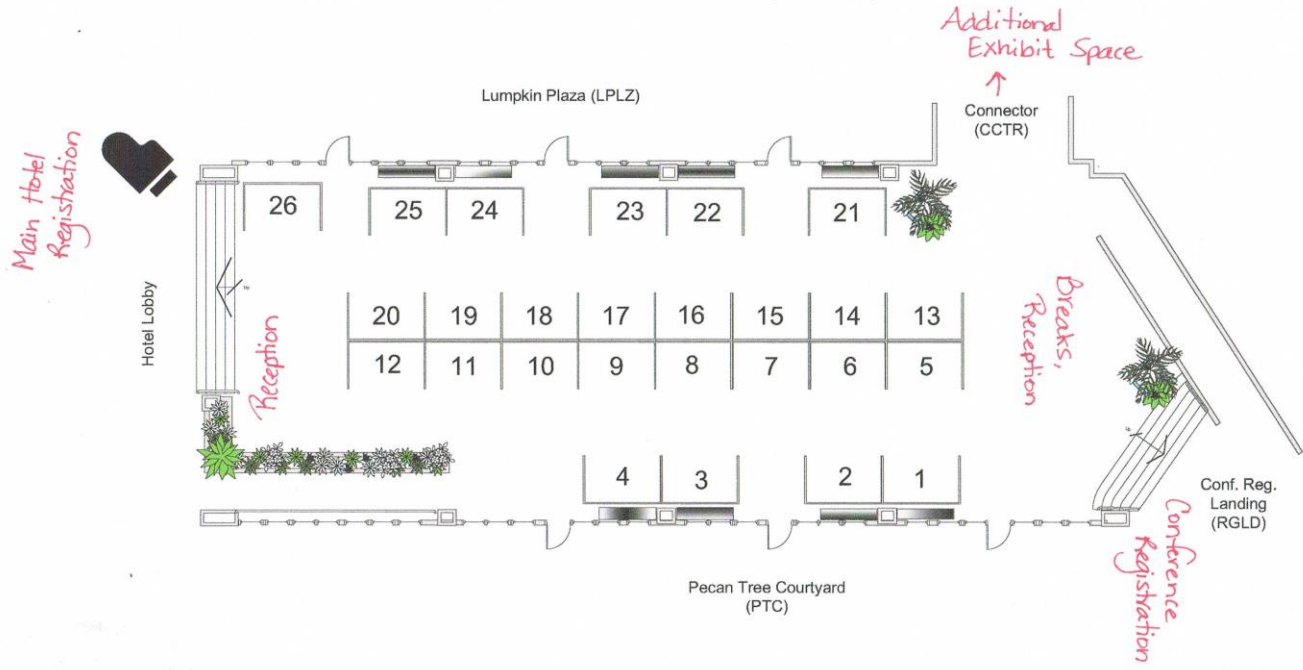 Additional
Exhibit Space
Lumpkin Plaza (LPLZ)
Connector
(CCTR)
Main Hotel
Registration
26
25
24
23
22
21
Hotel Lobby
Reception
20
19
18
17
16
15
14
13
12
11
10
9
8
7
6
5
Breaks,
Reception
4
3
2
1
Conf. Reg.
Landing
(RGLD)
Conference
Registration
Pecan Tree Courtyard
(PTC)